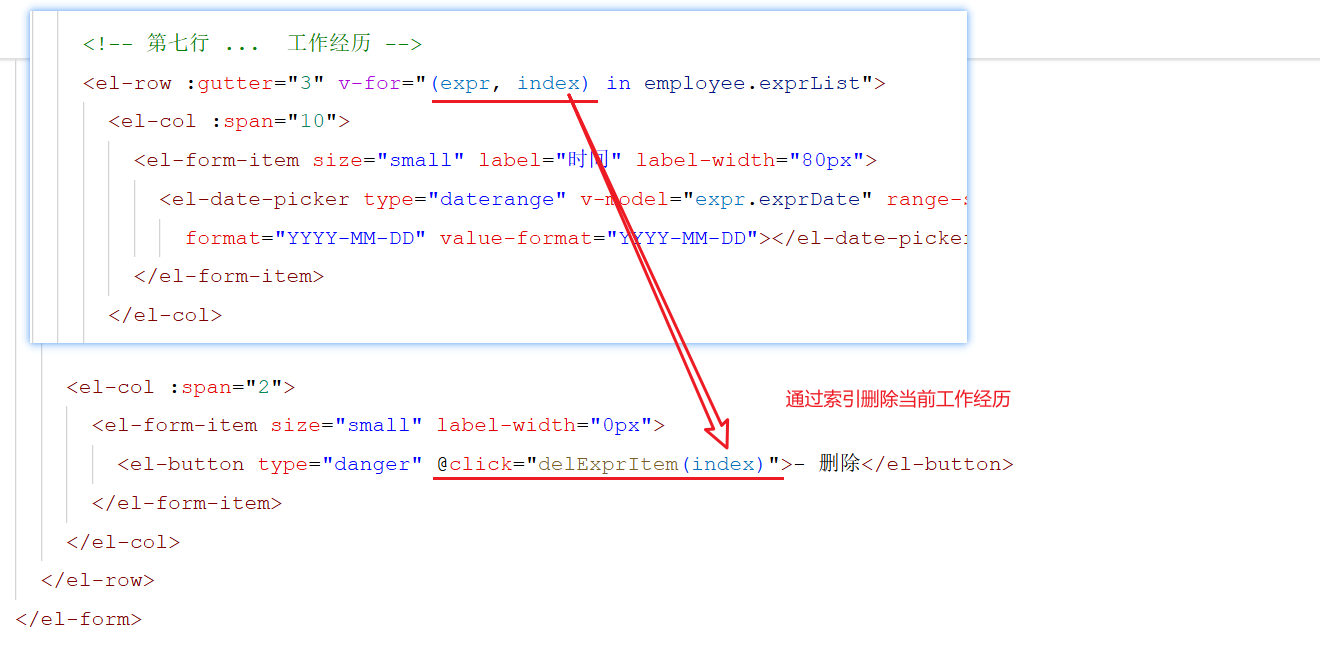 <!-- 第七行 ... 工作经历 -->
<el-row :gutter="3" v-for="(expr, index) in employee.exprList">
<el-col :span="10">
<el-form-item size="small" label="时间" label-width="80px">
<el-date-picker type="daterange" v-model="expr.exprDate" range-s
format="YYYY-MM-DD" value-format="YYYY-MM-DD"></el-date-picker
</el-form-item>
</el-col>
<el-col :span="2">
通过索引删除当前工作经历
<el-form-item size="small" label-width="0px">
<el-button type="danger" @click="delExprItem(index)">- 删除</el-button>
</el-form-item>
</el-col>
</el-row>
</el-form>